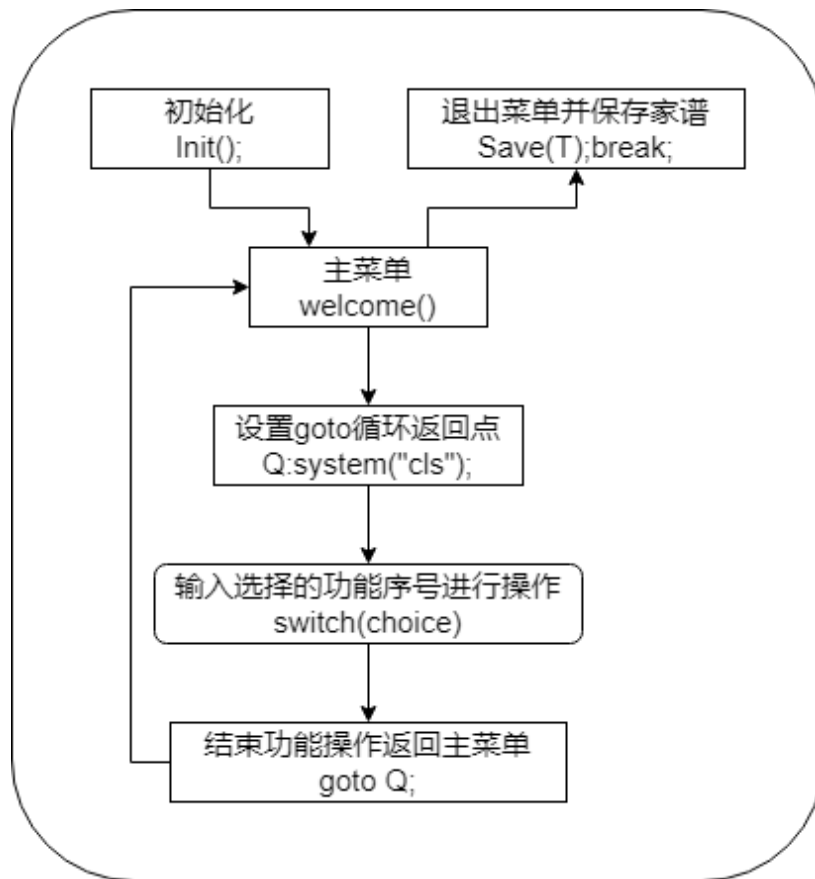 初始化
Init();
退出菜单并保存家谱
Save(T);break;
主菜单
welcome()
设置goto循环返回点
Q:system("cls");
输入选择的功能序号进行操作
switch(choice)
结束功能操作返回主菜单
goto Q;